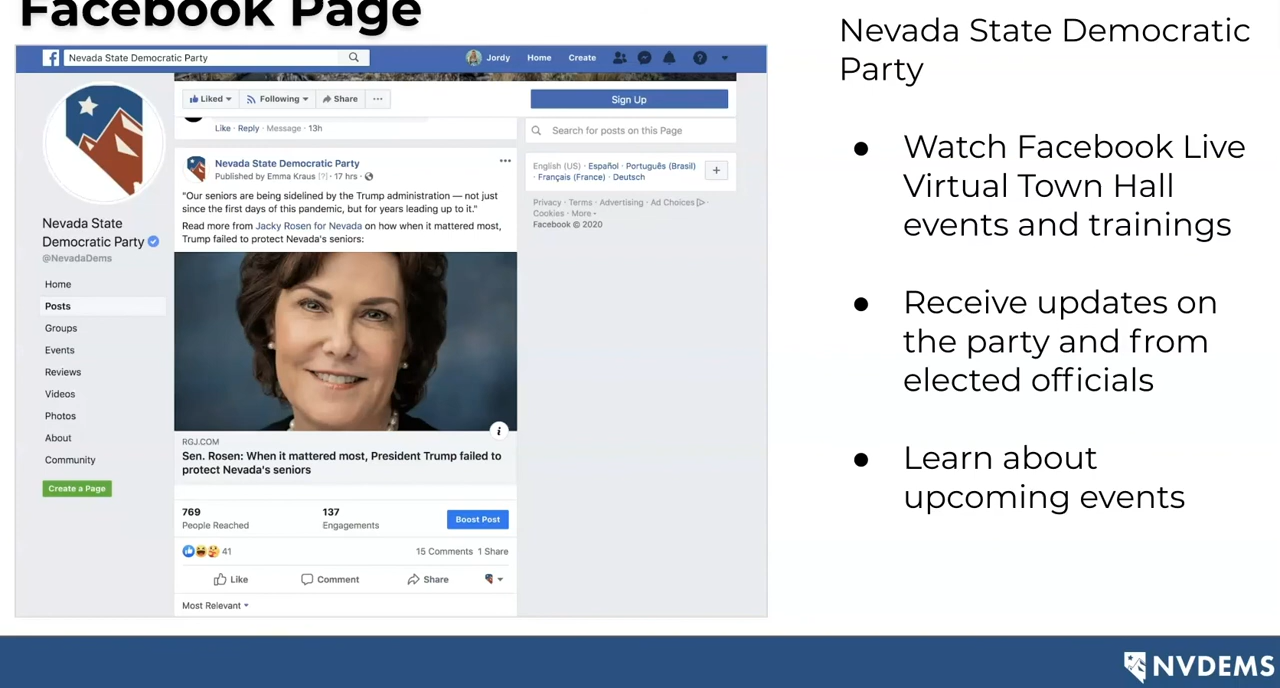 Facebook Page
Nevada State Democratic Party
Jordy Home Create
Liked Following Share ...
Sign Up
Like · Reply · Message · 13h
Search for posts on this Page
Nevada State Democratic Party
Published by Emma Kraus [?] · 17 hrs ·
"Our seniors are being sidelined by the Trump administration — not just
since the first days of this pandemic, but for years leading up to it."
Read more from Jacky Rosen for Nevada on how when it mattered most,
Trump failed to protect Nevada's seniors:
English (US) · Español · Português (Brasil)
· Français (France) · Deutsch
Privacy · Terms · Advertising · Ad Choices ·
Cookies · More
Facebook © 2020
Nevada State
Democratic Party
@NevadaDems
Home
Posts
Groups
Events
Reviews
Videos
Photos
About
Community
Create a Page
RGJ.COM
Sen. Rosen: When it mattered most, President Trump failed to
protect Nevada's seniors
769
People Reached
137
Engagements
Boost Post
41
15 Comments 1 Share
Like Comment Share
Most Relevant
Nevada State Democratic
Party
● Watch Facebook Live
Virtual Town Hall
events and trainings
● Receive updates on
the party and from
elected officials
● Learn about
upcoming events
NVDEMS